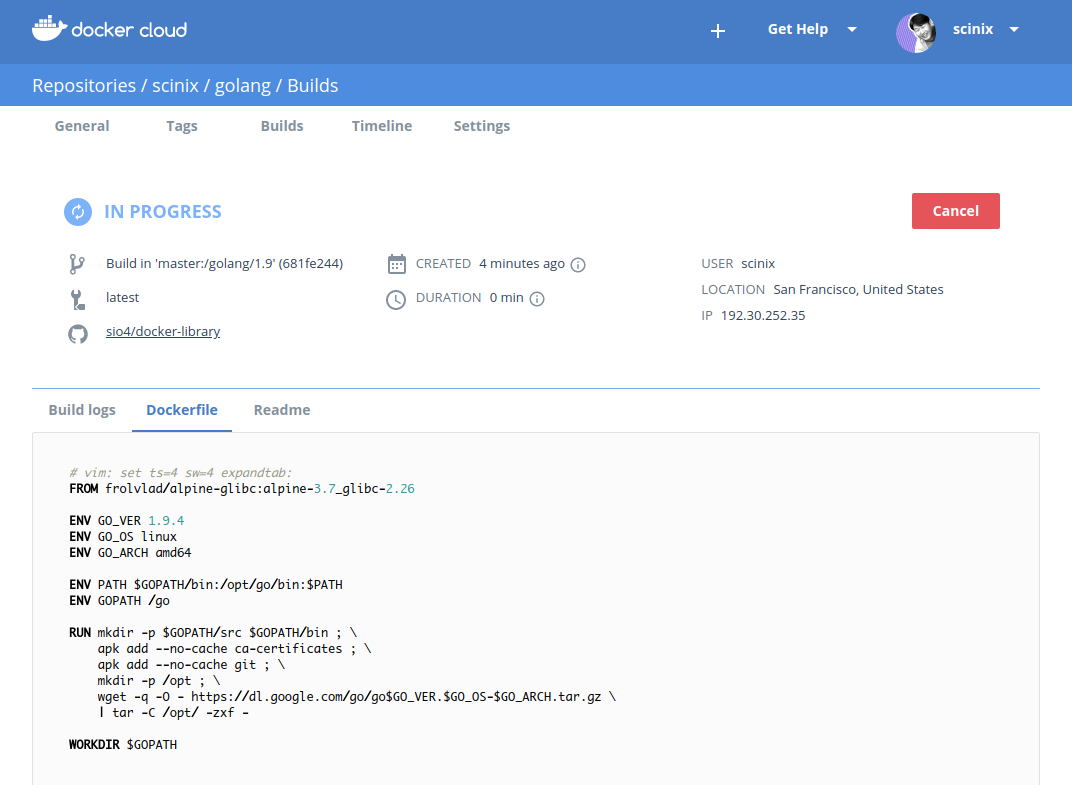 docker cloud
Get Help
scinix
Repositories / scinix / golang / Builds
General Tags Builds Timeline Settings
IN PROGRESS
Cancel
Build in 'master:/golang/1.9' (681fe244)
latest
sio4/docker-library
CREATED 4 minutes ago
DURATION 0 min
USER scinix
LOCATION San Francisco, United States
IP 192.30.252.35
Build logs Dockerfile Readme
# vim: set ts=4 sw=4 expandtab:
FROM frolvlad/alpine-glibc:alpine-3.7_glibc-2.26
ENV GO_VER 1.9.4
ENV GO_OS linux
ENV GO_ARCH amd64
ENV PATH $GOPATH/bin:/opt/go/bin:$PATH
ENV GOPATH /go
RUN mkdir -p $GOPATH/src $GOPATH/bin ; \
apk add --no-cache ca-certificates ; \
apk add --no-cache git ; \
mkdir -p /opt ; \
wget -q -O - https://dl.google.com/go/go$GO_VER.$GO_OS-$GO_ARCH.tar.gz \
| tar -C /opt/ -zxf -
WORKDIR $GOPATH